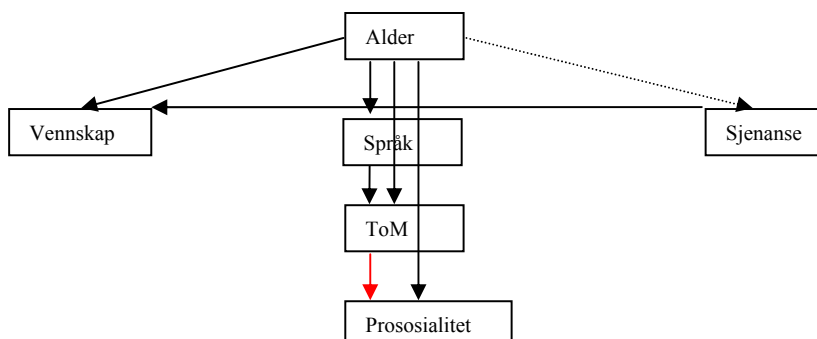 Alder
Vennskap
Språk
Sjenanse
ToM
Prososialitet